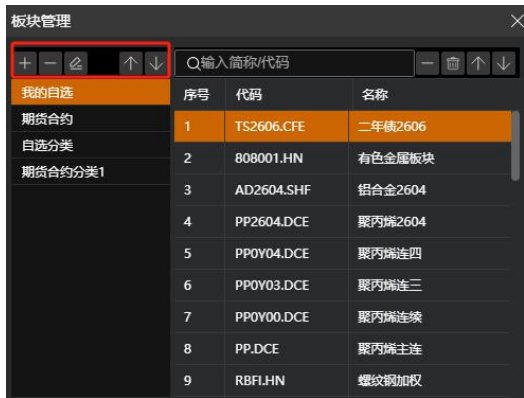 板块管理
输入简称/代码
我的自选
期货合约
自选分类
期货合约分类1
序号 代码 名称
1 TS2606.CFE 二年债2606
2 808001.HN 有色金属板块
3 AD2604.SHF 铝合金2604
4 PP2604.DCE 聚丙烯2604
5 PP0Y04.DCE 聚丙烯连四
6 PP0Y03.DCE 聚丙烯连三
7 PP0Y00.DCE 聚丙烯连续
8 PP.DCE 聚丙烯主连
9 RBFI.HN 螺纹钢加权